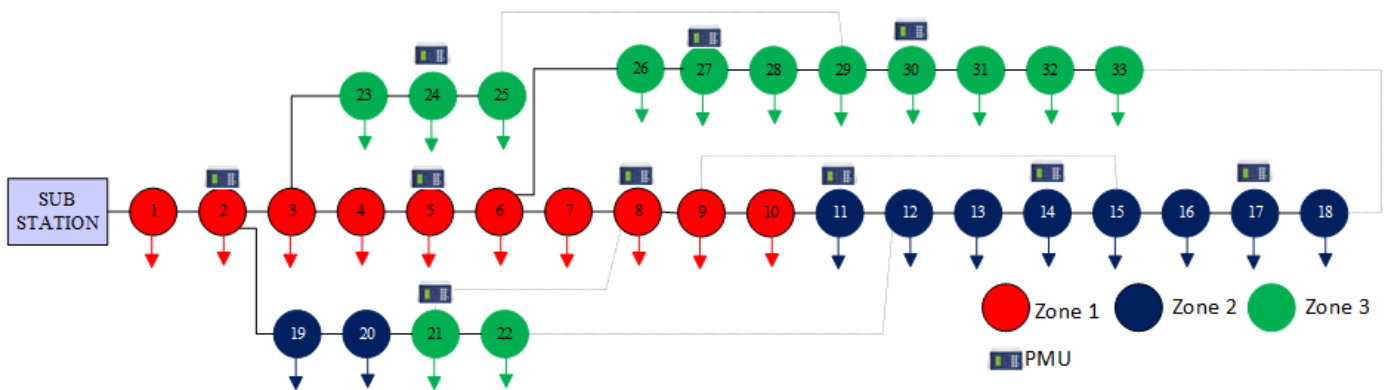 26 27 28 29 30 31 32 33
23 24 25
SUB
STATION
1 2 3 4 5 6 7 8 9 10 11 12 13 14 15 16 17 18
19 20 21 22
Zone 1 Zone 2 Zone 3
PMU